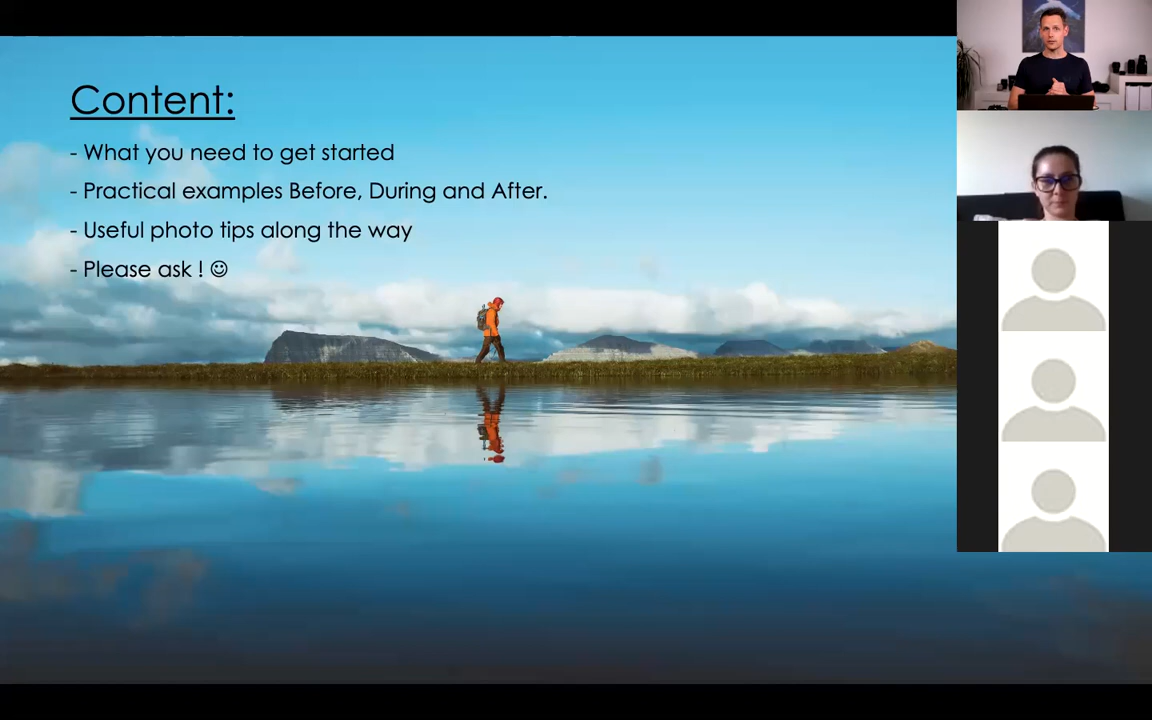 Content:
- What you need to get started
- Practical examples Before, During and After.
- Useful photo tips along the way
- Please ask ! ☺